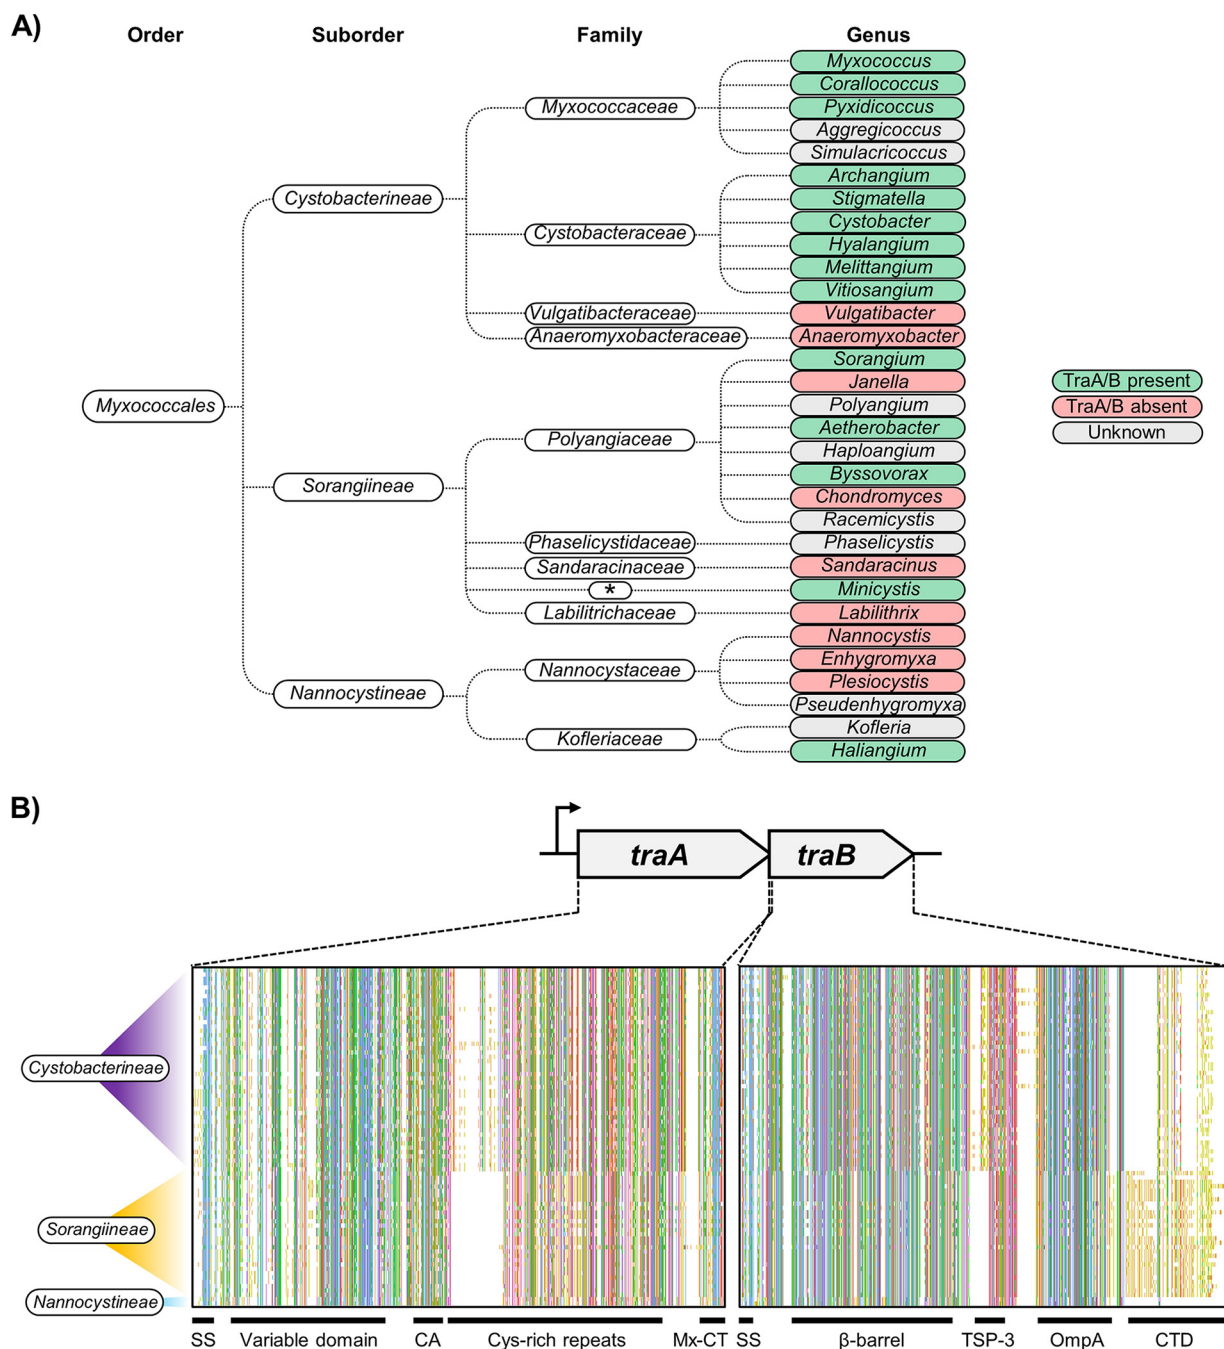 A)
Order Suborder Family Genus
Myxococcus
Corallococcus
Myxococcaceae Pyxidicoccus
Aggregicoccus
Simulacricoccus
Archangium
Cystobacterineae Stigmatella
Cystobacter
Cystobacteraceae
Hyalangium
Melittangium
Vitiosangium
Vulgatibacteraceae Vulgatibacter
Anaeromyxobacteraceae Anaeromyxobacter
Sorangium
Janella TraA/B present
Myxococcales Polyangium TraA/B absent
Aetherobacter Unknown
Polyangiaceae
Haploangium
Byssovorax
Sorangiineae
Chondromyces
Racemicystis
Phaselicystidaceae Phaselicystis
Sandaracinaceae Sandaracinus
* Minicystis
Labilitrichaceae Labilithrix
Nannocystis
Enhygromyxa
Nannocystaceae
Plesiocystis
Nannocystineae
Pseudenhygromyxa
Kofleria
Kofleriaceae
Haliangium
B)
traA traB
Cystobacterineae
Sorangiineae
Nannocystineae
SS Variable domain CA Cys-rich repeats Mx-CT SS β-barrel TSP-3 OmpA CTD